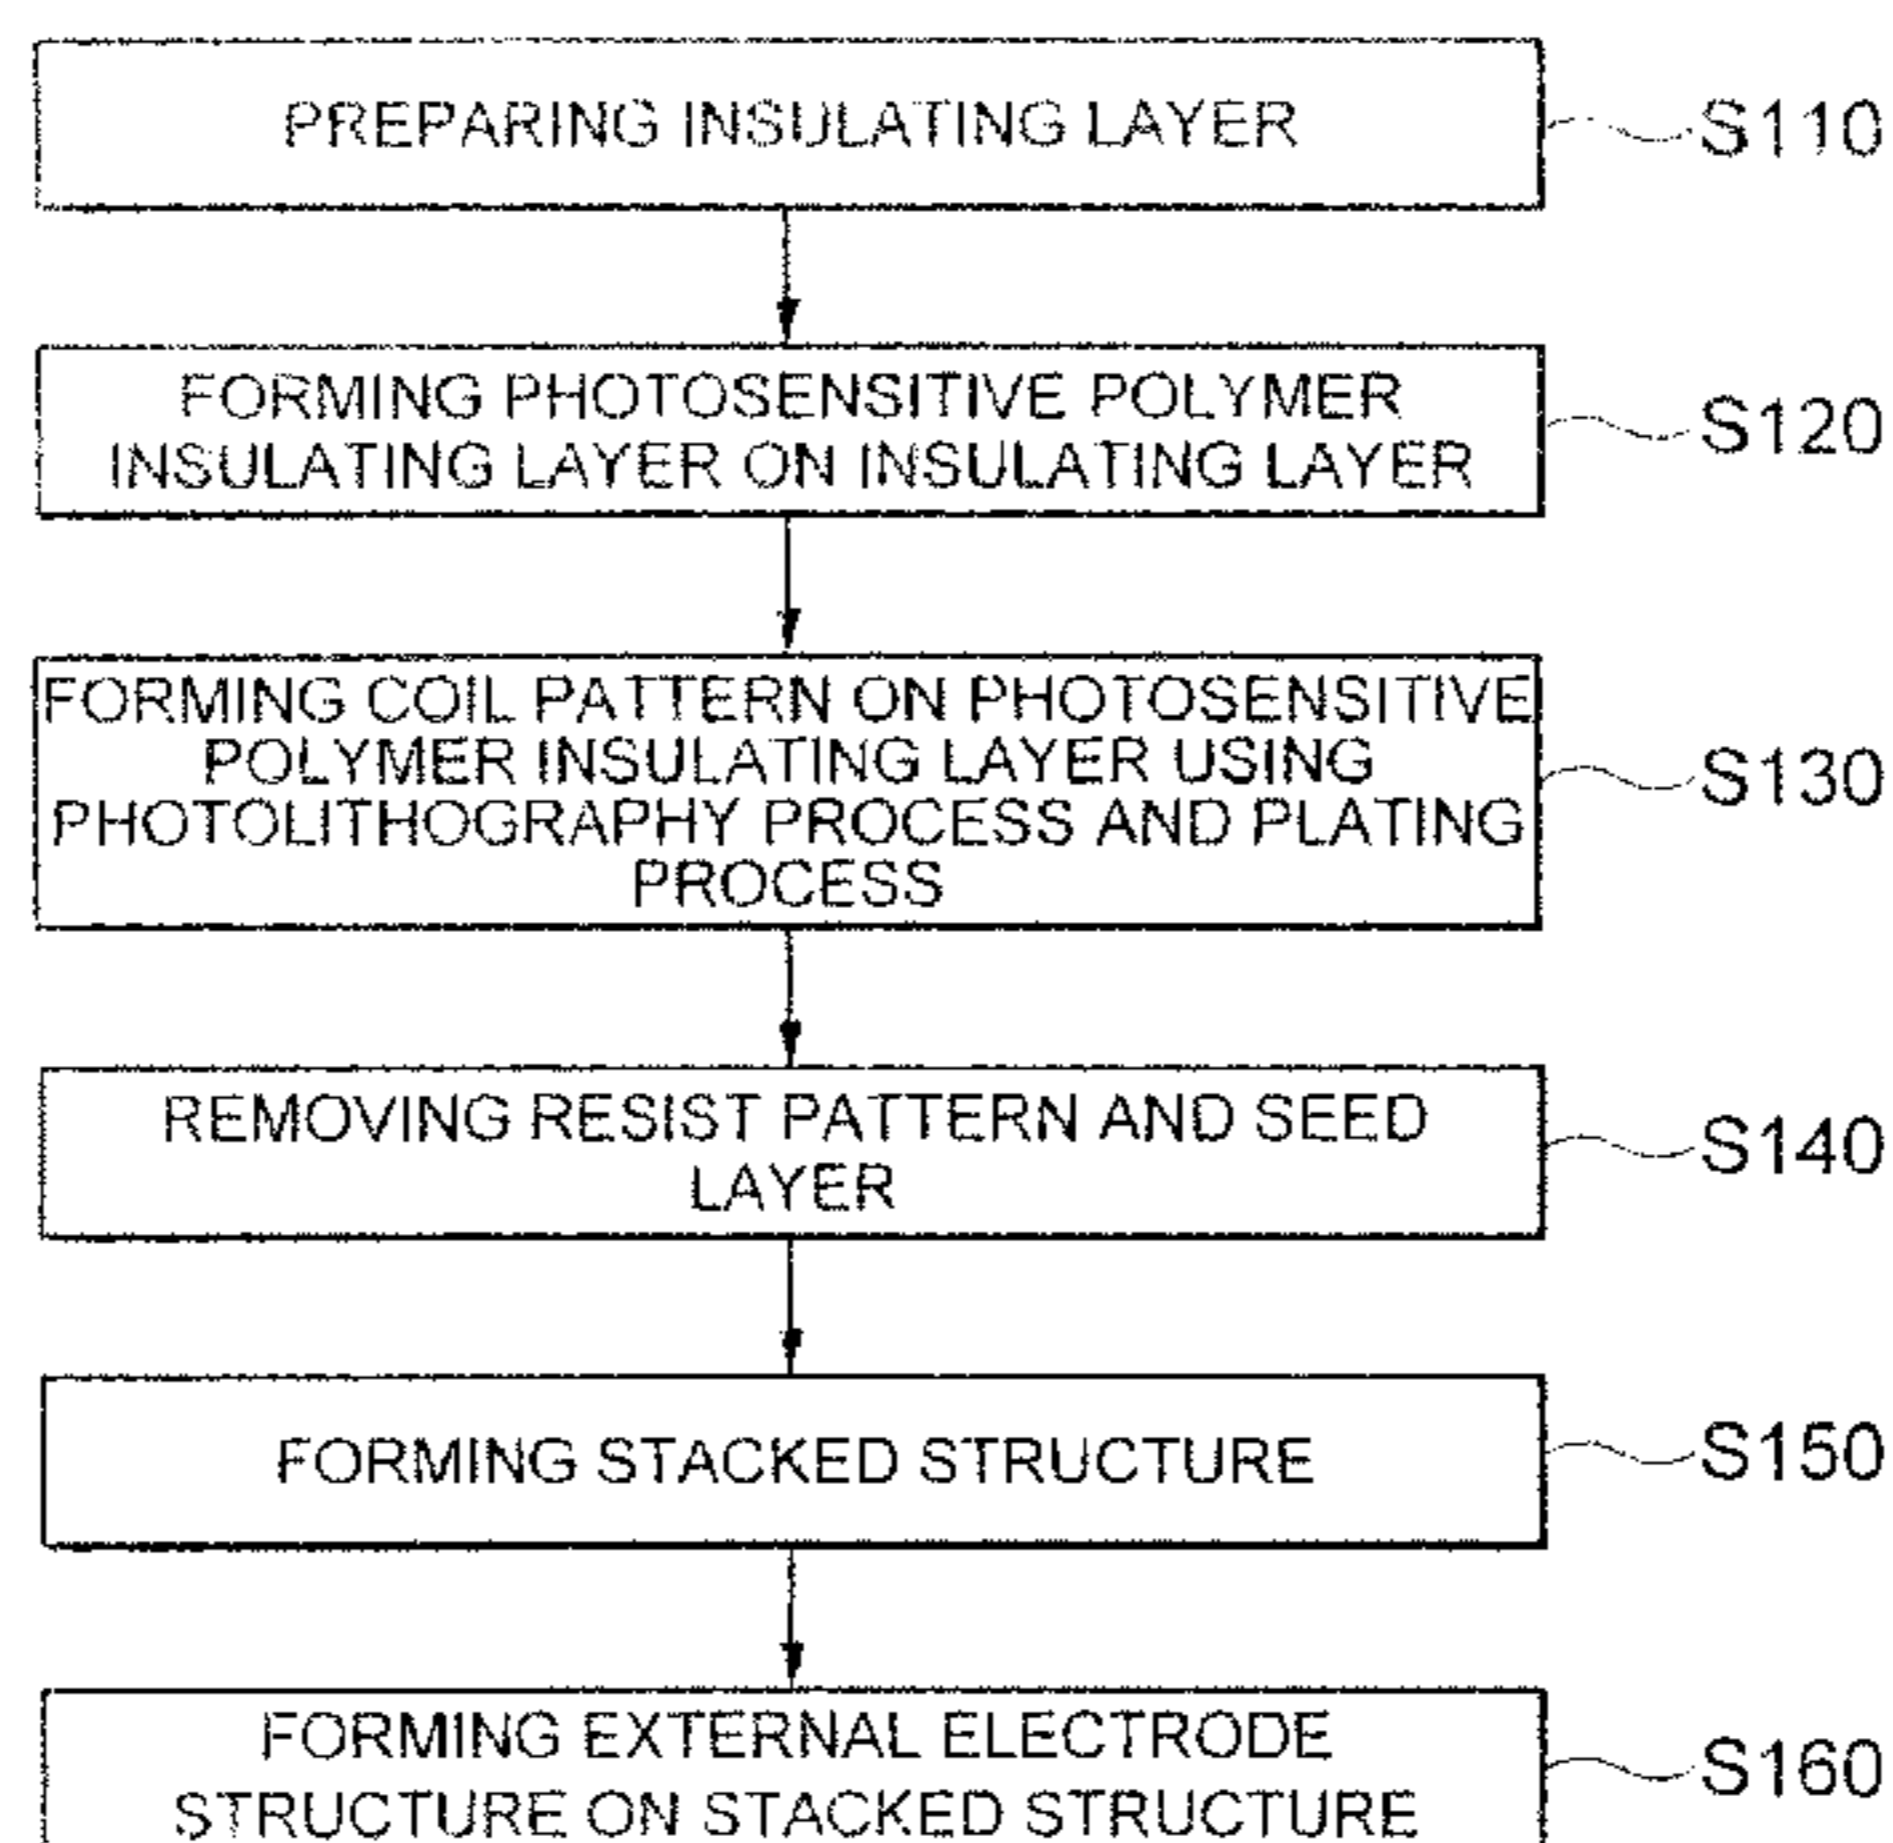 PREPARING INSULATING LAYER
S110
FORMING PHOTOSENSITIVE POLYMER
INSULATING LAYER ON INSULATING LAYER
S120
FORMING COIL PATTERN ON PHOTOSENSITIVE
POLYMER INSULATING LAYER USING
PHOTOLITHOGRAPHY PROCESS AND PLATING
PROCESS
S130
REMOVING RESIST PATTERN AND SEED
LAYER
S140
FORMING STACKED STRUCTURE
S150
FORMING EXTERNAL ELECTRODE
STRUCTURE ON STACKED STRUCTURE
S160